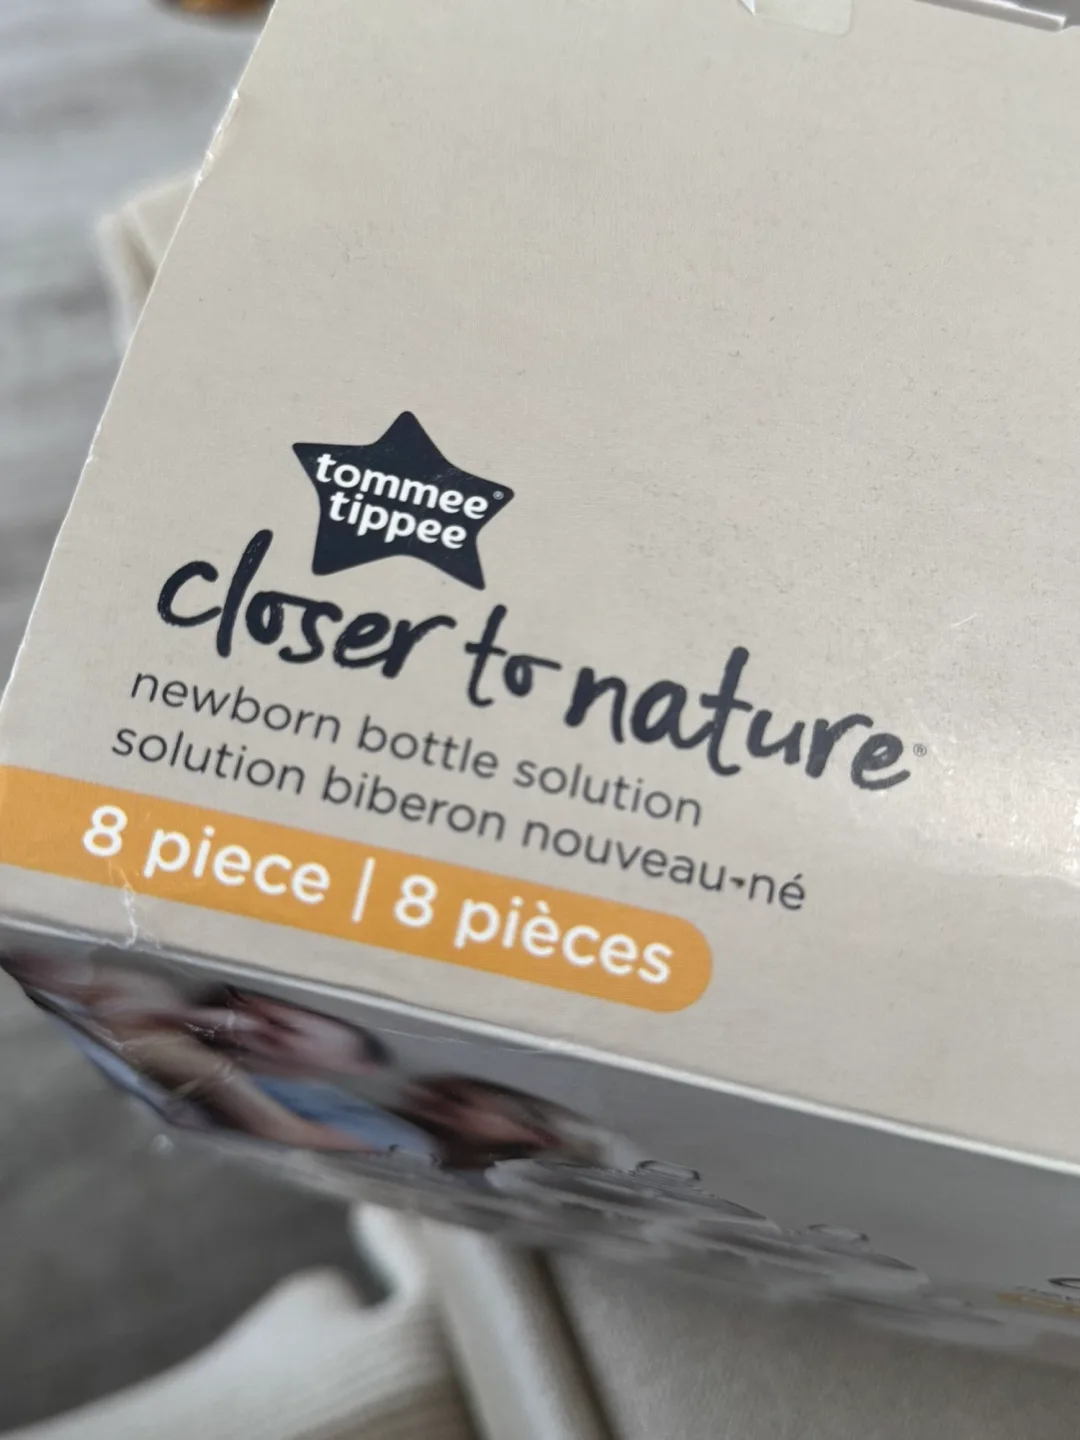 tommee®
tippee
closer to nature®
newborn bottle solution
solution biberon nouveau-né
8 piece | 8 pièces